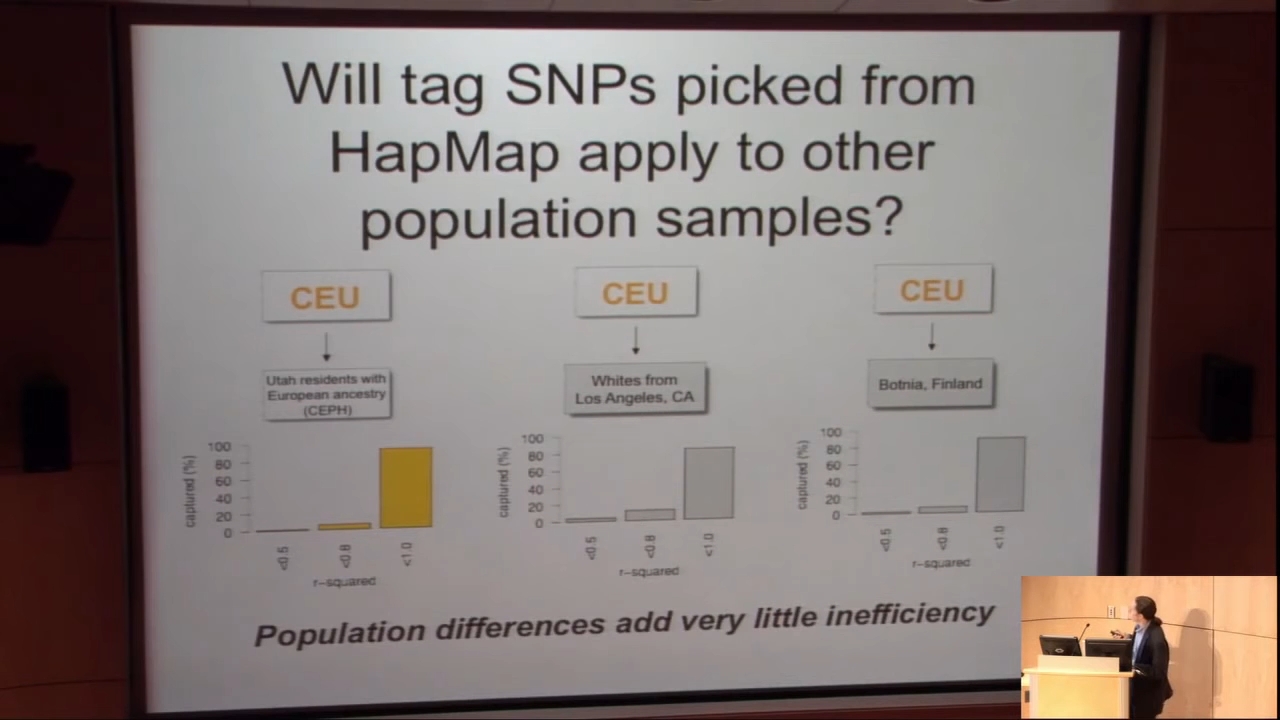 Will tag SNPs picked from
HapMap apply to other
population samples?
CEU
Utah residents with
European ancestry
(CEPH)
captured (%)
100
80
60
40
20
0
<0.5
<0.8
<1.0
r-squared
CEU
Whites from
Los Angeles, CA
captured (%)
100
80
60
40
20
0
<0.5
<0.8
<1.0
r-squared
CEU
Botnia, Finland
captured (%)
100
80
60
40
20
0
<0.5
<0.8
<1.0
r-squared
Population differences add very little inefficiency